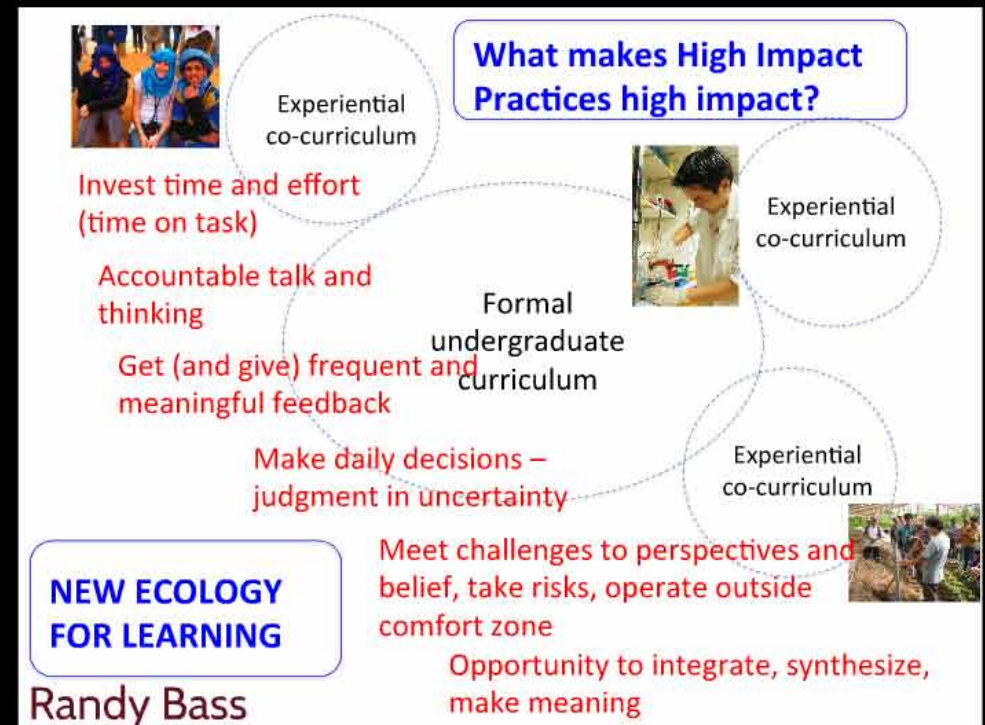 What makes High Impact
Practices high impact?
Experiential
co-curriculum
Experiential
co-curriculum
Invest time and effort
(time on task)
Accountable talk and
thinking
Formal
undergraduate
curriculum
Get (and give) frequent and
meaningful feedback
Make daily decisions –
judgment in uncertainty
Experiential
co-curriculum
Meet challenges to perspectives and
belief, take risks, operate outside
comfort zone
NEW ECOLOGY
FOR LEARNING
Opportunity to integrate, synthesize,
make meaning
Randy Bass